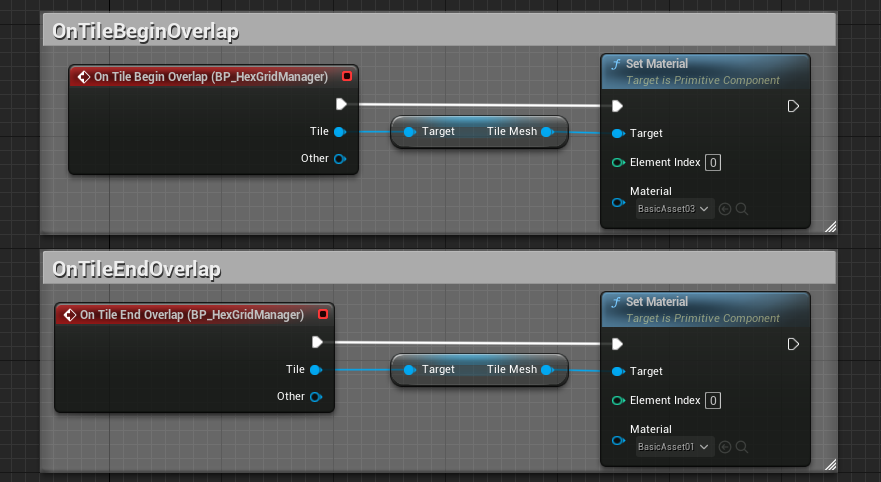 OnTileBeginOverlap
On Tile Begin Overlap (BP_HexGridManager)
Tile
Other
Target Tile Mesh
Set Material
Target is Primitive Component
Target
Element Index 0
Material
BasicAsset03
OnTileEndOverlap
On Tile End Overlap (BP_HexGridManager)
Tile
Other
Target Tile Mesh
Set Material
Target is Primitive Component
Target
Element Index 0
Material
BasicAsset01